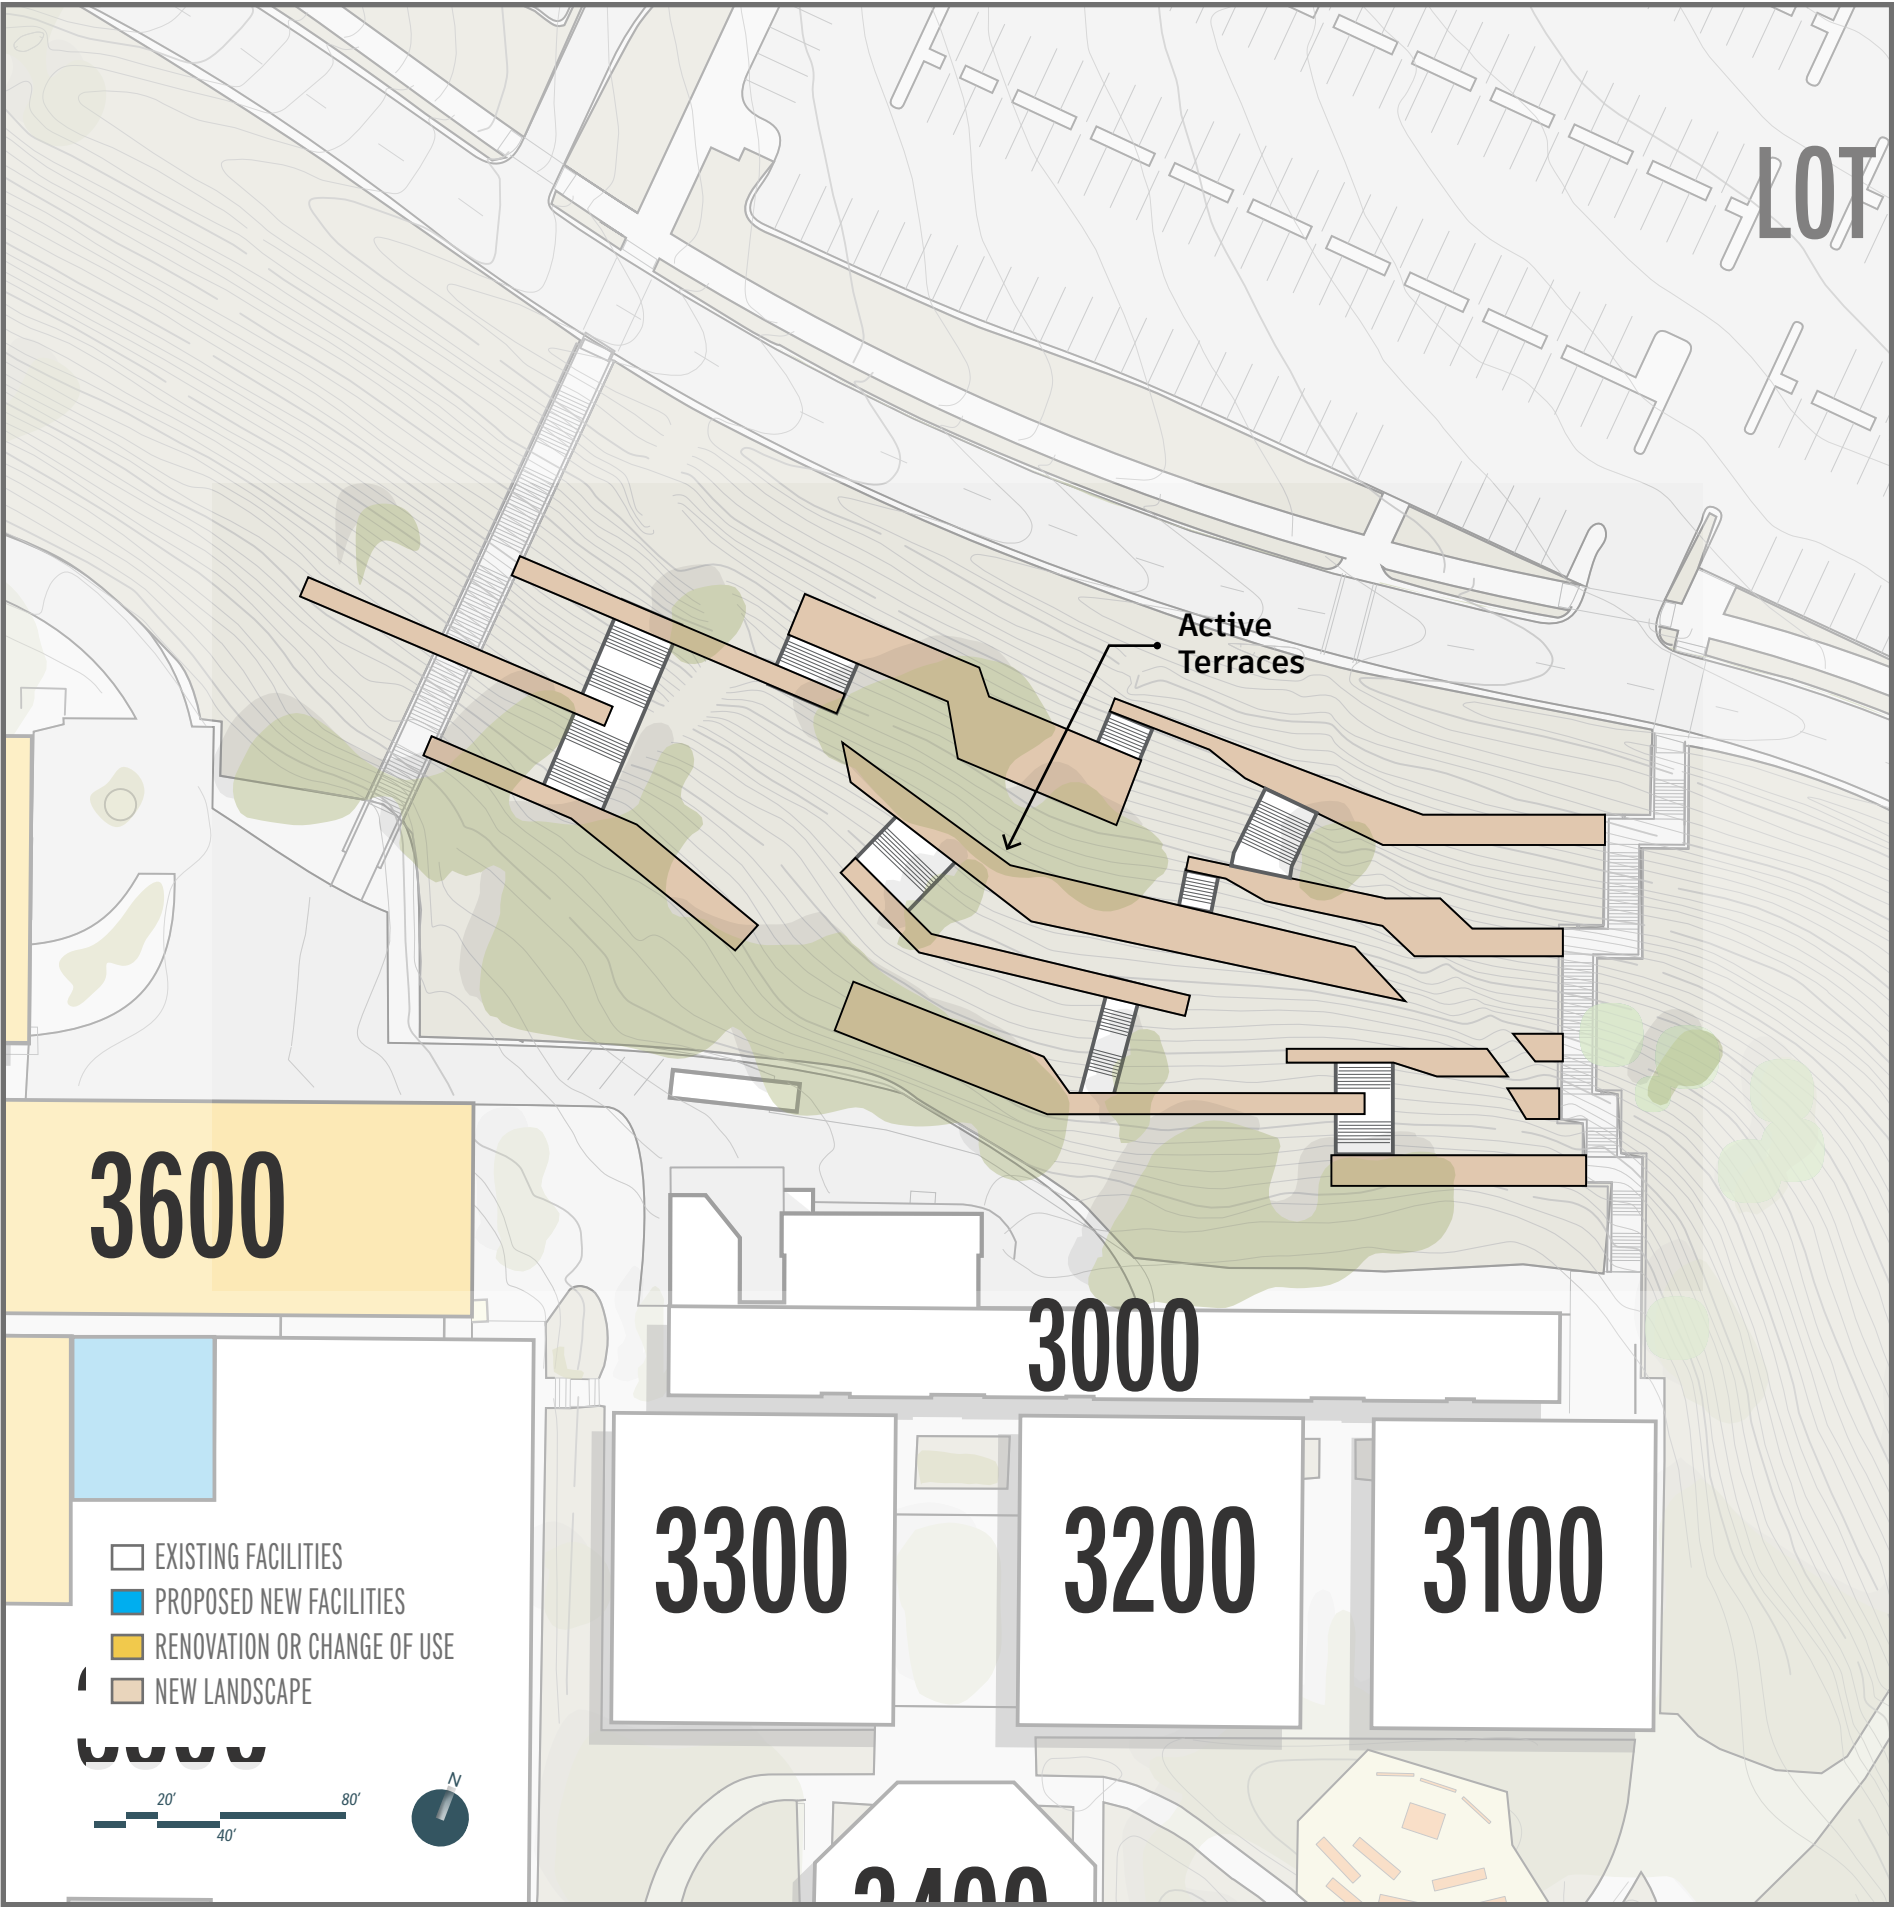 LOT
Active
Terraces
3600
3000
3300
3200
3100
EXISTING FACILITIES
PROPOSED NEW FACILITIES
RENOVATION OR CHANGE OF USE
NEW LANDSCAPE
N
20'
80'
40'